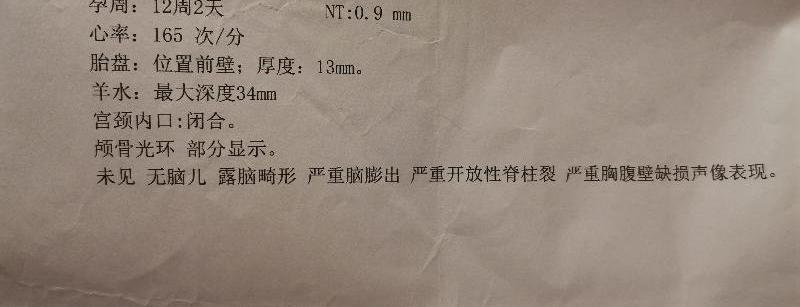 孕周：12周2天 NT:0.9 mm
心率：165 次/分
胎盘：位置前壁；厚度：13mm。
羊水：最大深度34mm
宫颈内口:闭合。
颅骨光环 部分显示。
未见 无脑儿 露脑畸形 严重脑膨出 严重开放性脊柱裂 严重胸腹壁缺损声像表现。